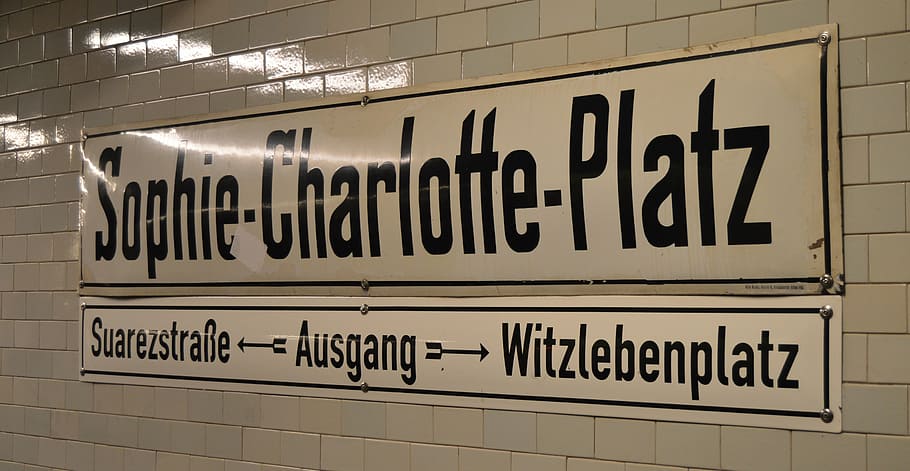 Sophie-Charlotte-Platz
Suarezstraße ← Ausgang → Witzlebenplatz